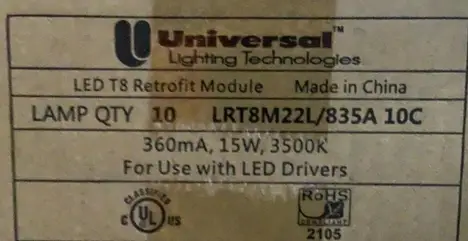 Universal™
Lighting Technologies
LED T8 Retrofit Module Made in China
LAMP QTY 10 LRT8M22L/835A 10C
360mA, 15W, 3500K
For Use with LED Drivers
CLASSIFIED
C UL US
RoHS
COMPLIANT
2105